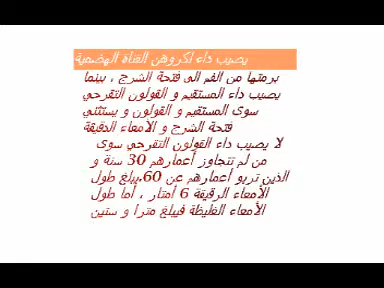 يصيب داء لكروهن القناة الهضمية
برمتها من الفم الى فتحة الشرج ، بينما
يصيب داء المستقيم و القولون التقرحي
سوى المستقيم و القولون و يستثني
فتحة الشرج و الامعاء الدقيقة
لا يصيب داء القولون التقرحي سوى
من لم تتجاوز أعمارهم 30 سنة و
الذين تربو أعمارهم عن 60.يبلغ طول
الأمعاء الرقيقة 6 أمتار ، أما طول
الأمعاء الغليظة فيبلغ مترا و ستين